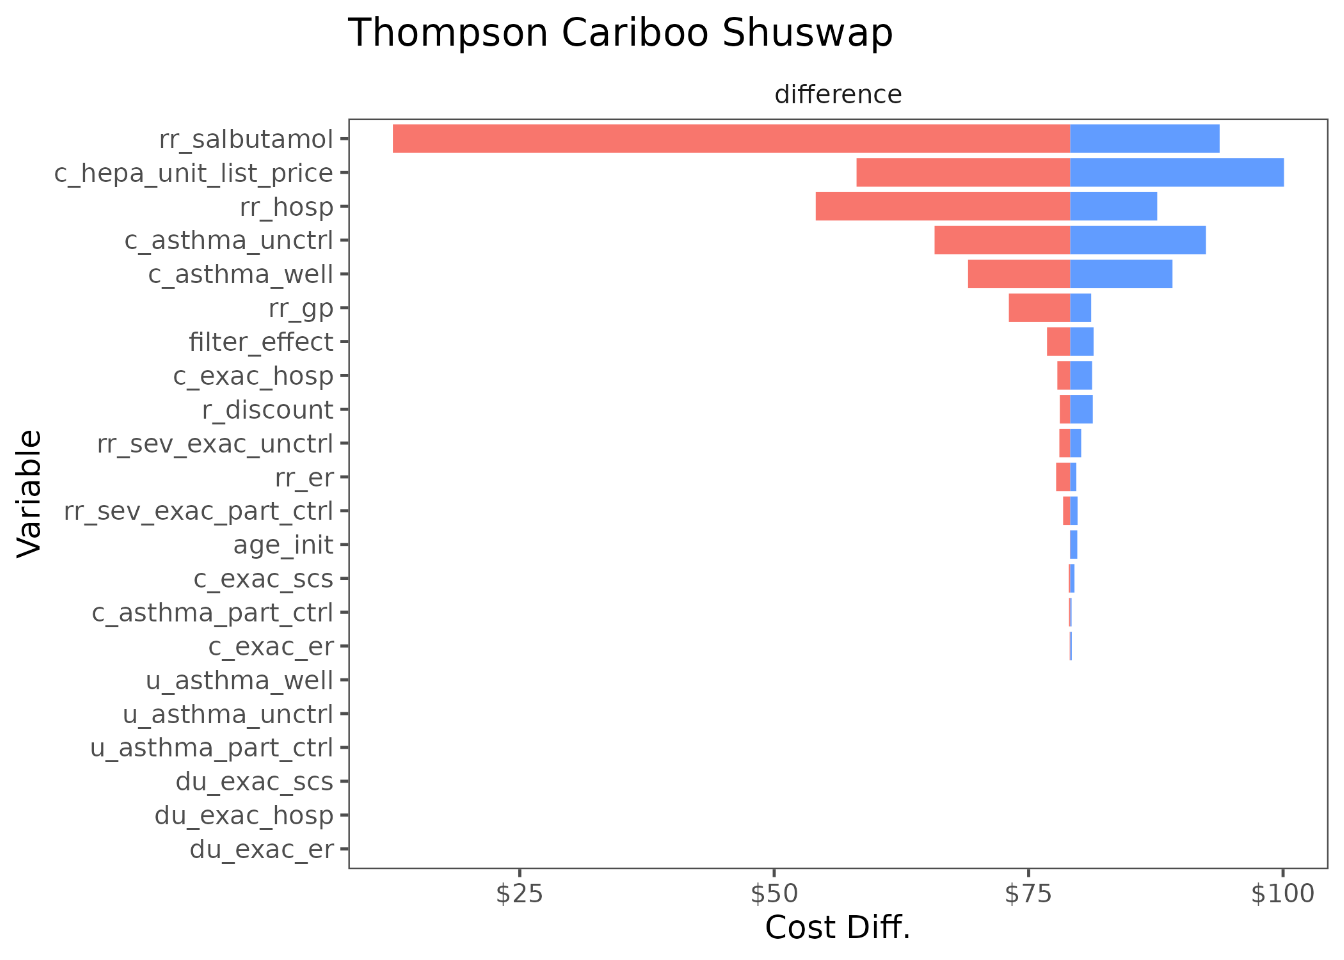 Thompson Cariboo Shuswap
difference
rr_salbutamol
c_hepa_unit_list_price
rr_hosp
c_asthma_unctrl
c_asthma_well
rr_gp
filter_effect
c_exac_hosp
r_discount
rr_sev_exac_unctrl
rr_er
rr_sev_exac_part_ctrl
age_init
c_exac_scs
c_asthma_part_ctrl
c_exac_er
u_asthma_well
u_asthma_unctrl
u_asthma_part_ctrl
du_exac_scs
du_exac_hosp
du_exac_er
Variable
$25 $50 $75 $100
Cost Diff.